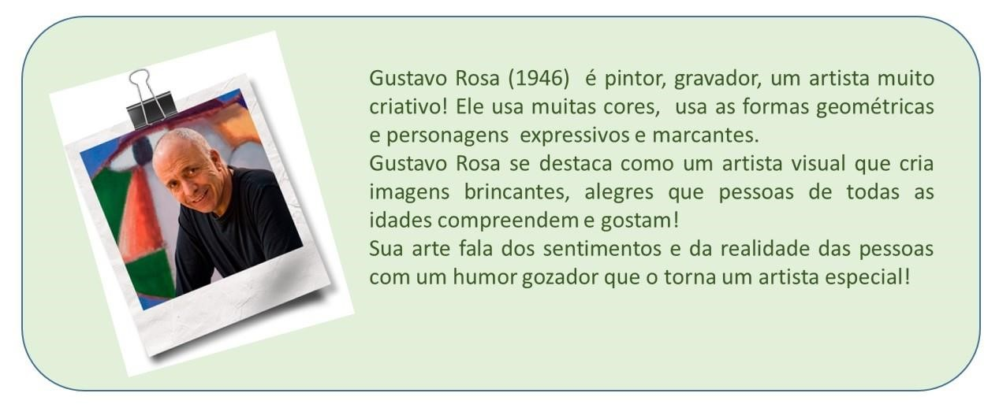 Gustavo Rosa (1946)  é pintor, gravador, um artista muito
criativo! Ele usa muitas cores,  usa as formas geométricas
e personagens  expressivos e marcantes.
Gustavo Rosa se destaca como um artista visual que cria
imagens brincantes, alegres que pessoas de todas as
idades compreendem e gostam!
Sua arte fala dos sentimentos e da realidade das pessoas
com um humor gozador que o torna um artista especial!